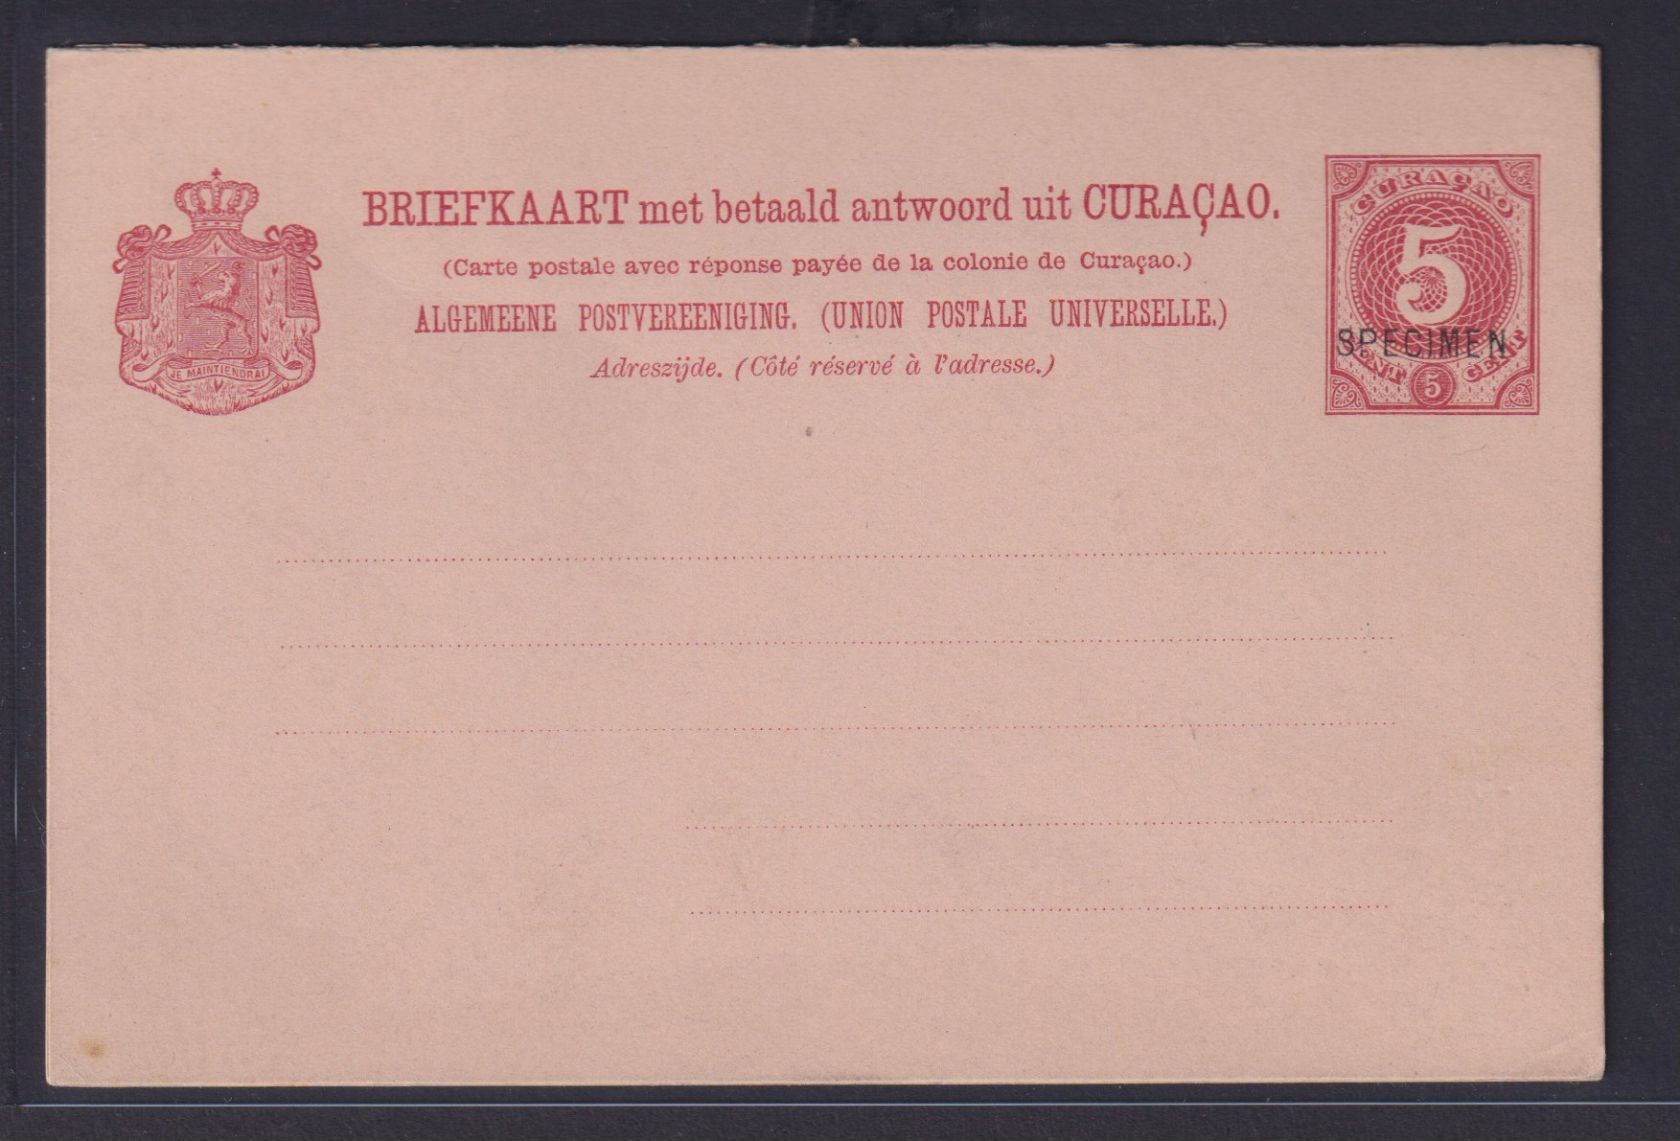 BRIEFKAART met betaald antwoord uit CURAÇAO.
(Carte postale avec réponse payée de la colonie de Curaçao.)
ALGEMEENE POSTVEREENIGING. (UNION POSTALE UNIVERSELLE.)
Adreszijde. (Côté réservé à l'adresse.)
JE MAINTIENDRAI
CURAÇAO
5
SPECIMEN
CENT 5 CENT